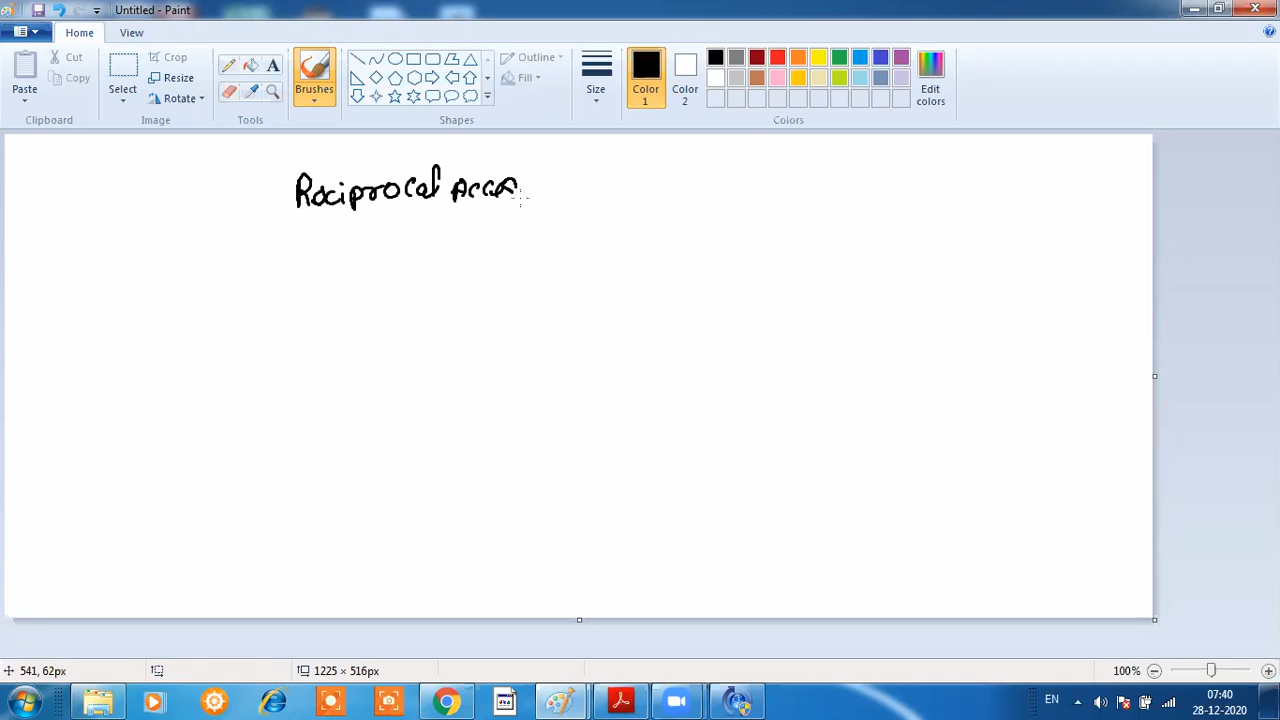 Untitled - Paint
Home View
Paste Cut Copy Select Crop Resize Rotate Brushes Outline Fill Size Color 1 Color 2 Edit colors
Clipboard Image Tools Shapes Colors
Reciprocal
541, 62px 1225 × 516px 100%
EN 07:40
28-12-2020